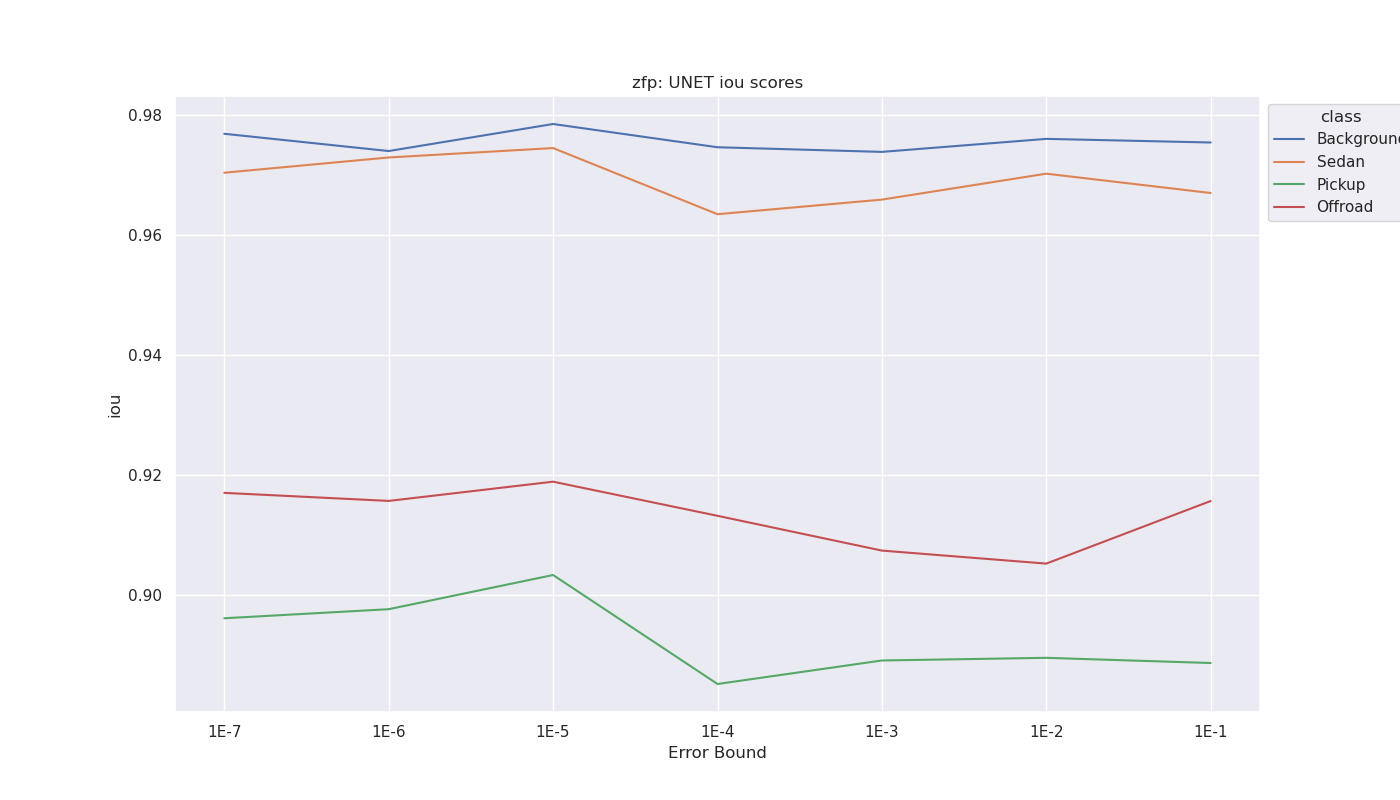 zfp: UNET iou scores
class
Backgroun
Sedan
Pickup
Offroad
0.98
0.96
0.94
0.92
0.90
iou
1E-7 1E-6 1E-5 1E-4 1E-3 1E-2 1E-1
Error Bound